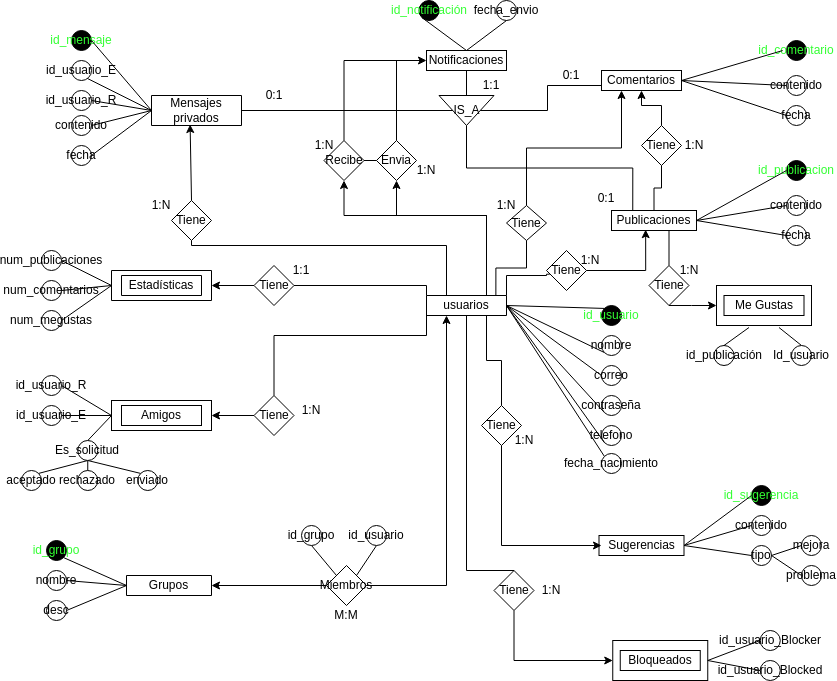 id_notificación
fecha_envio
id_mensaje
id_usuario_E
id_usuario_R
contenido
fecha
Mensajes
privados
0:1
Notificaciones
1:1
IS_A
0:1
Comentarios
id_comentario
contenido
fecha
1:N
Recibe
Envia
1:N
Tiene
1:N
id_publicacion
contenido
fecha
1:N
Tiene
1:N
Tiene
0:1
Publicaciones
num_publicaciones
num_comentarios
num_megustas
Estadísticas
Tiene
1:1
Tiene
1:N
Tiene
1:N
Me Gustas
id_publicación
Id_usuario
usuarios
id_usuario
nombre
correo
contraseña
telefono
fecha_nacimiento
id_usuario_R
id_usuario_E
Es_solicitud
aceptado
rechazado
enviado
Amigos
Tiene
1:N
Tiene
1:N
id_sugerencia
contenido
tipo
mejora
problema
Sugerencias
id_grupo
nombre
desc
Grupos
id_grupo
id_usuario
Miembros
M:M
Tiene
1:N
Bloqueados
id_usuario_Blocker
id_usuario_Blocked